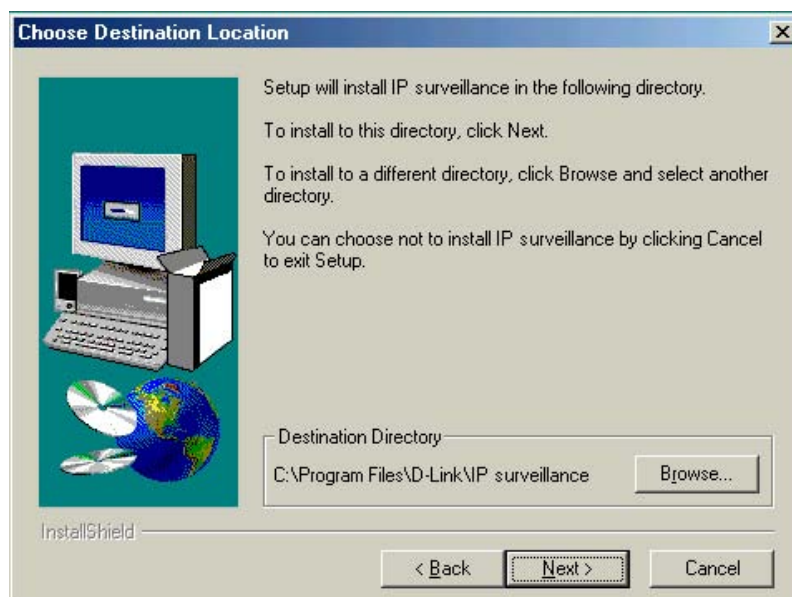 Choose Destination Location
Setup will install IP surveillance in the following directory.
To install to this directory, click Next.
To install to a different directory, click Browse and select another
directory.
You can choose not to install IP surveillance by clicking Cancel
to exit Setup.
Destination Directory
C:\Program Files\D-Link\IP surveillance
Browse...
InstallShield
< Back
Next >
Cancel